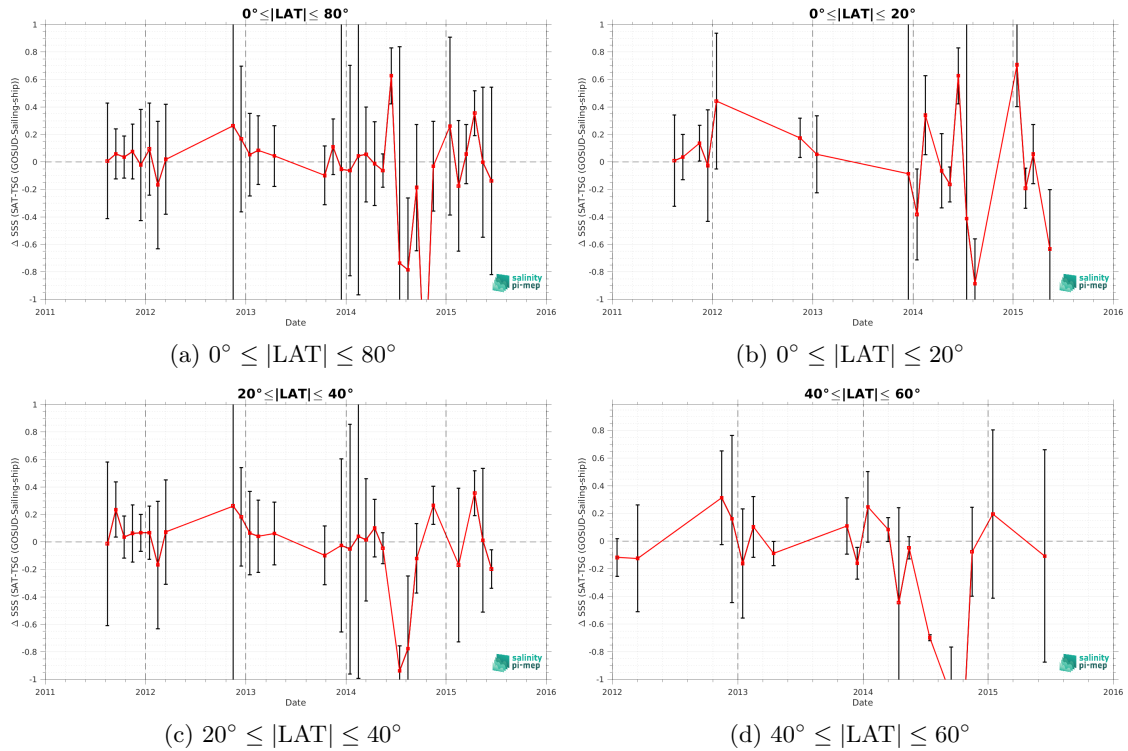 0°≤|LAT|≤ 80°
Δ SSS (SAT-TSG (GOSUD-Sailing-ship))
1
0.8
0.6
0.4
0.2
0
-0.2
-0.4
-0.6
-0.8
-1
2011 2012 2013 2014 2015 2016
Date
salinity
pi-mep
(a) 0° ≤ |LAT| ≤ 80°
0°≤|LAT|≤ 20°
Δ SSS (SAT-TSG (GOSUD-Sailing-ship))
1
0.8
0.6
0.4
0.2
0
-0.2
-0.4
-0.6
-0.8
-1
2011 2012 2013 2014 2015 2016
Date
salinity
pi-mep
(b) 0° ≤ |LAT| ≤ 20°
20°≤|LAT|≤ 40°
Δ SSS (SAT-TSG (GOSUD-Sailing-ship))
1
0.8
0.6
0.4
0.2
0
-0.2
-0.4
-0.6
-0.8
-1
2011 2012 2013 2014 2015 2016
Date
salinity
pi-mep
(c) 20° ≤ |LAT| ≤ 40°
40°≤|LAT|≤ 60°
Δ SSS (SAT-TSG (GOSUD-Sailing-ship))
1
0.8
0.6
0.4
0.2
0
-0.2
-0.4
-0.6
-0.8
-1
2012 2013 2014 2015 2016
Date
salinity
pi-mep
(d) 40° ≤ |LAT| ≤ 60°